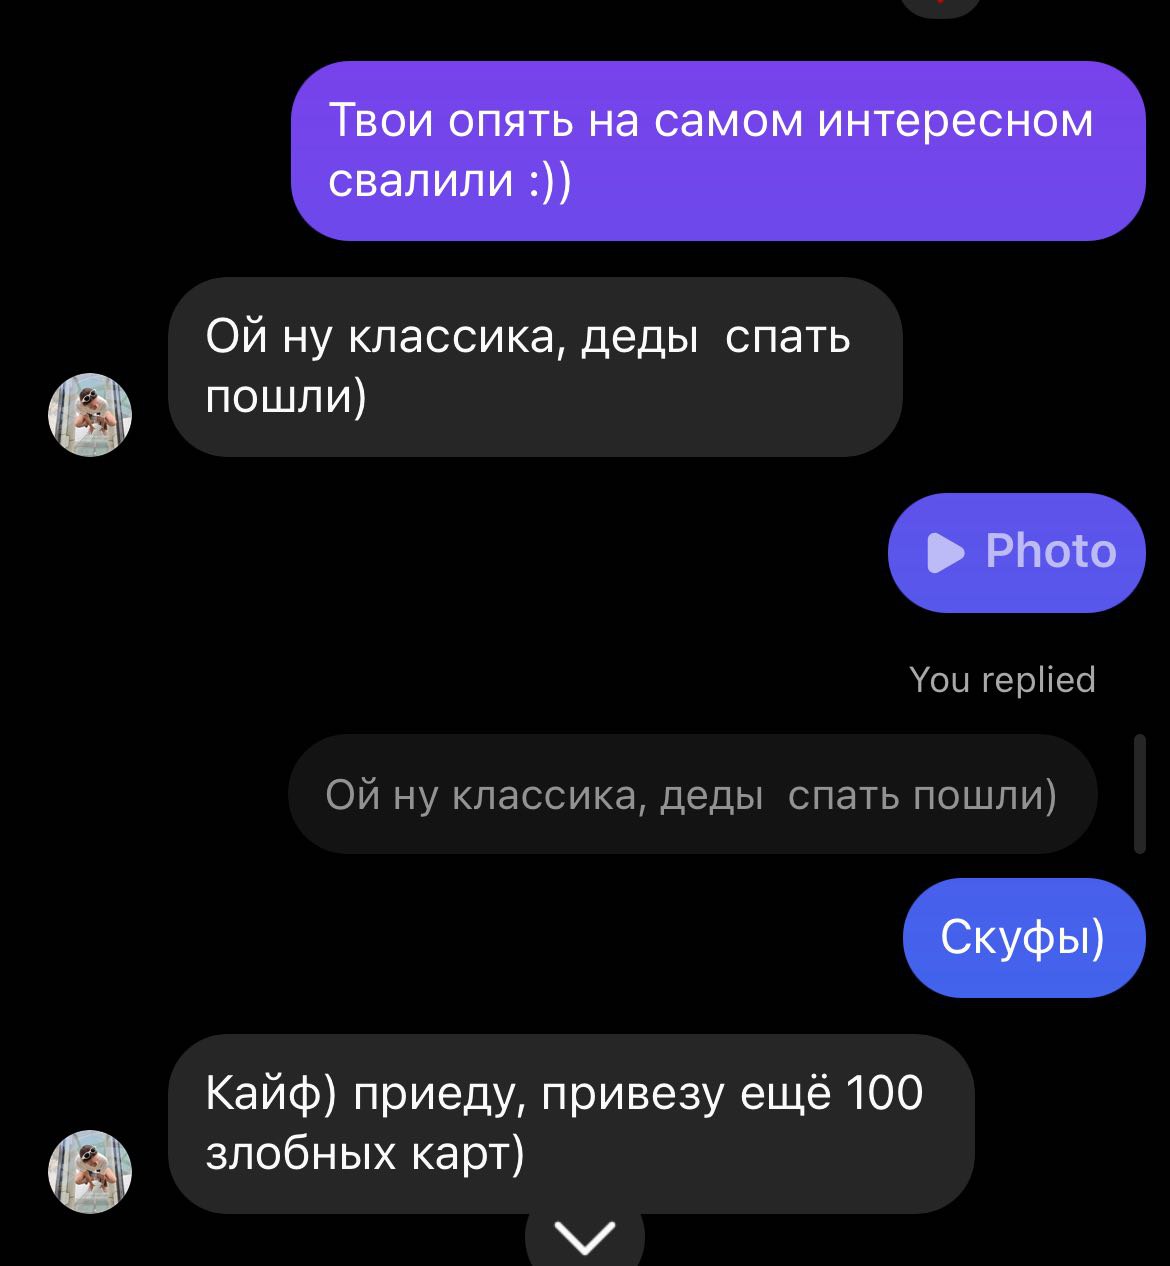 Твои опять на самом интересном
свалили :))
Ой ну классика, деды  спать
пошли)
Photo
You replied
Ой ну классика, деды  спать пошли)
Скуфы)
Кайф) приеду, привезу ещё 100
злобных карт)